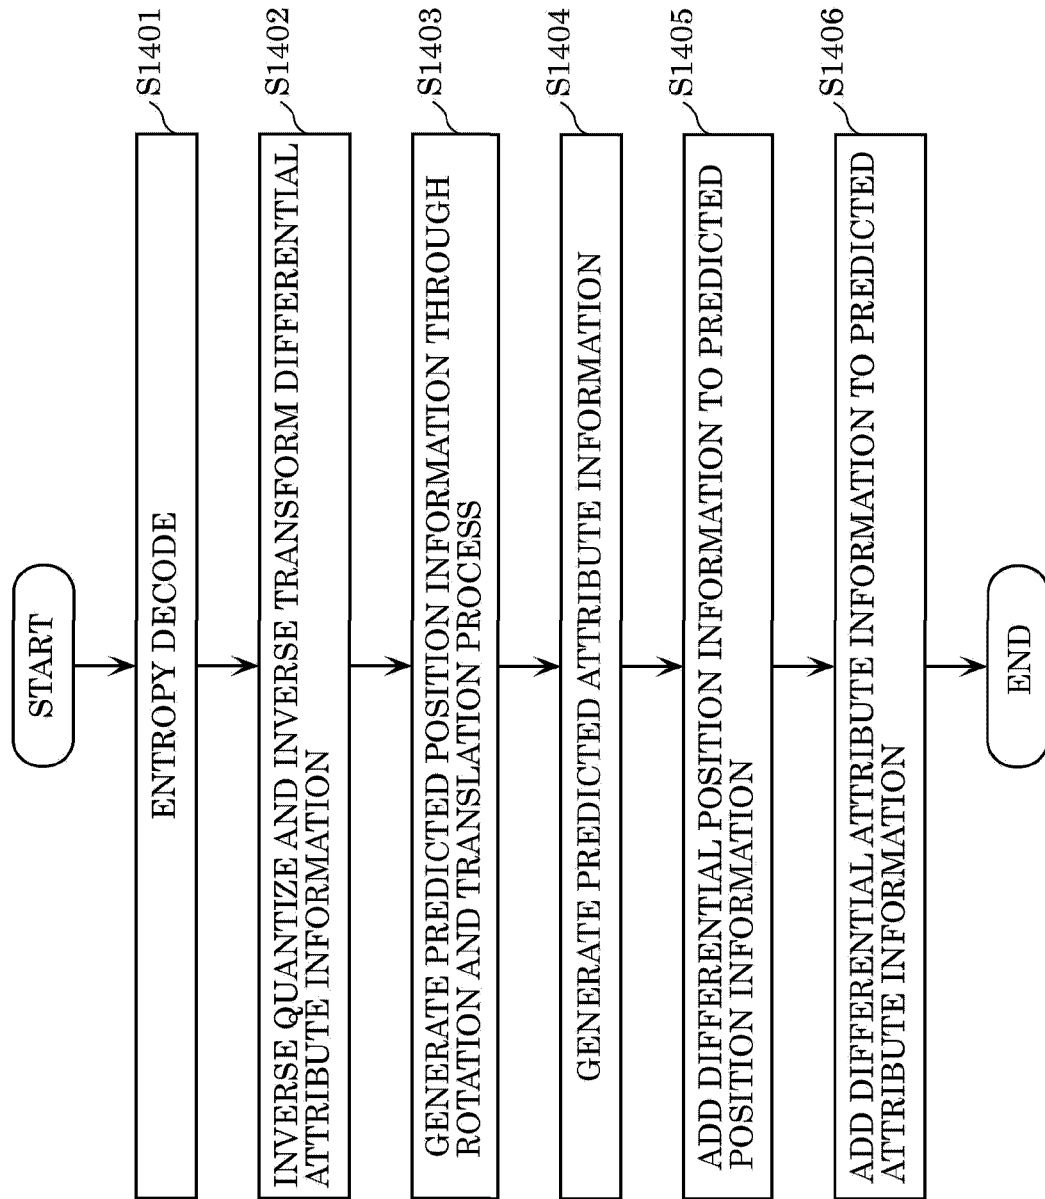 START
S1401
ENTROPY DECODE
S1402
INVERSE QUANTIZE AND INVERSE TRANSFORM DIFFERENTIAL
ATTRIBUTE INFORMATION
S1403
GENERATE PREDICTED POSITION INFORMATION THROUGH
ROTATION AND TRANSLATION PROCESS
S1404
GENERATE PREDICTED ATTRIBUTE INFORMATION
S1405
ADD DIFFERENTIAL POSITION INFORMATION TO PREDICTED
POSITION INFORMATION
S1406
ADD DIFFERENTIAL ATTRIBUTE INFORMATION TO PREDICTED
ATTRIBUTE INFORMATION
END